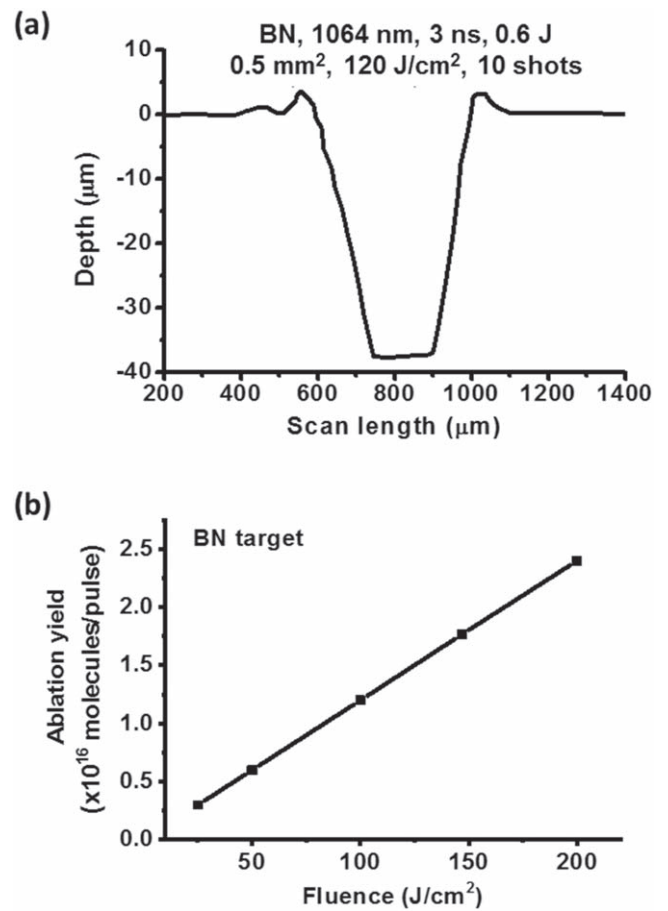 (a)
BN, 1064 nm, 3 ns, 0.6 J
0.5 mm², 120 J/cm², 10 shots
10
0
-10
-20
-30
-40
Depth (μm)
200 400 600 800 1000 1200 1400
Scan length (μm)
(b)
BN target
2.5
2.0
1.5
1.0
0.5
0.0
Ablation yield
(x10¹⁶ molecules/pulse)
50 100 150 200
Fluence (J/cm²)